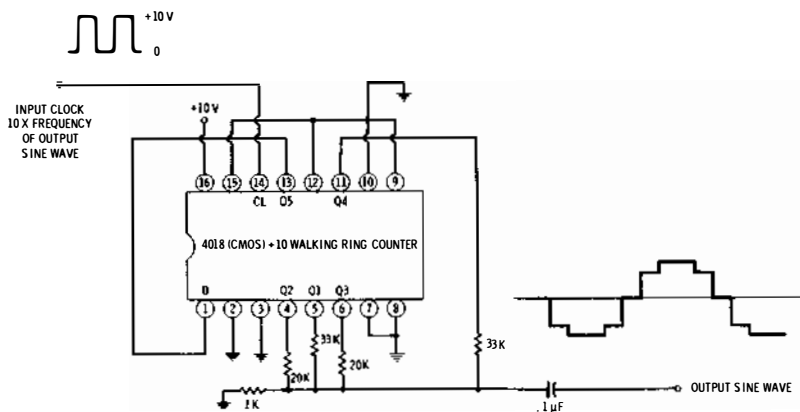 +10 V
0
INPUT CLOCK
10 X FREQUENCY
OF OUTPUT
SINE WAVE
+10V
16 15 14 13 12 11 10 9
CL Q5 Q4
4018 (CMOS) ÷10 WALKING RING COUNTER
D Q2 Q1 Q3
1 2 3 4 5 6 7 8
33K
20K
20K
33K
1K
.1µF
OUTPUT SINE WAVE